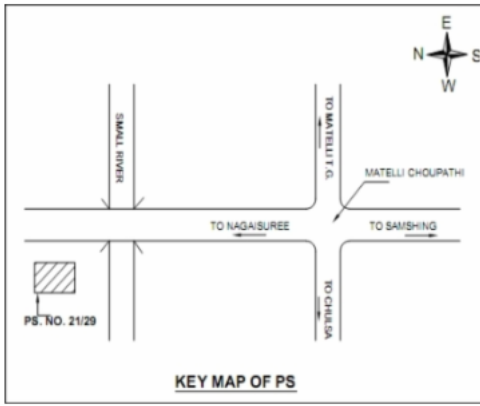 E
N
S
W
SMALL RIVER
TO MATELLI T.G.
MATELLI CHOUPATHI
TO NAGAISUREE
TO SAMSHING
TO CHULSA
PS. NO. 21/29
KEY MAP OF PS